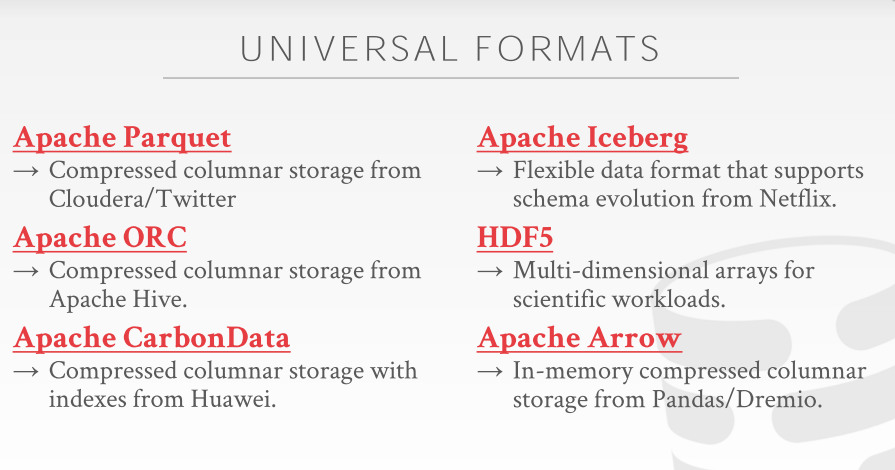 UNIVERSAL FORMATS
Apache Parquet
→ Compressed columnar storage from
Cloudera/Twitter
Apache ORC
→ Compressed columnar storage from
Apache Hive.
Apache CarbonData
→ Compressed columnar storage with
indexes from Huawei.
Apache Iceberg
→ Flexible data format that supports
schema evolution from Netflix.
HDF5
→ Multi-dimensional arrays for
scientific workloads.
Apache Arrow
→ In-memory compressed columnar
storage from Pandas/Dremio.